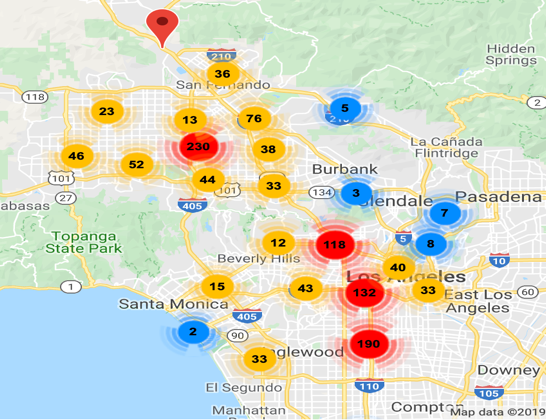 Hidden
Springs
210
36
San Fernando
118
2
23
13
76
5
210
230
38
La Cañada
Flintridge
46
52
Burbank
101
44
101
33
134
3
Glendale
Pasadena
abasas
27
405
7
Topanga
State Park
12
118
5
8
Beverly Hills
10
40
Los Angeles
1
15
43
132
33
East Los
Angeles
60
Santa Monica
405
2
90
190
33
nglewood
Downey
El Segundo
110
105
Compton
Manhattan
Map data ©2019